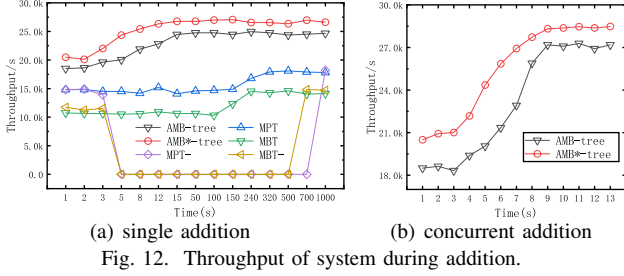 30.0k
25.0k
20.0k
15.0k
10.0k
5.0k
0.0
Throughput/s
AMB-tree
AMB*-tree
MPT-
MPT
MBT
MBT-
1 2 3 5 8 12 15 50 100 150 240 320 500 700 1000
Time(s)
(a) single addition
30.0k
27.0k
24.0k
21.0k
18.0k
Throughput/s
AMB-tree
AMB*-tree
1 2 3 4 5 6 7 8 9 10 11 12 13
Time(s)
(b) concurrent addition
Fig. 12. Throughput of system during addition.